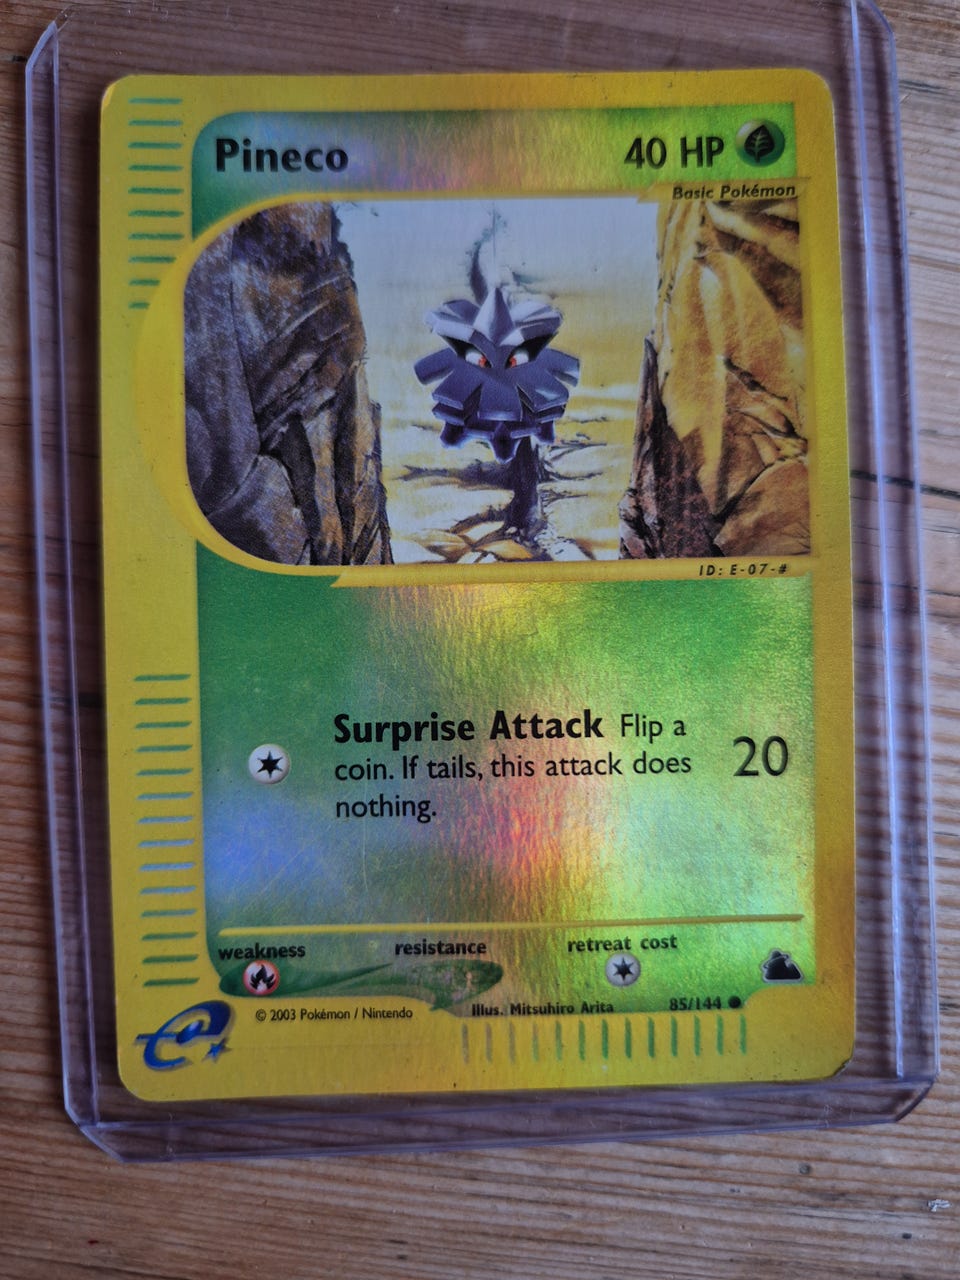 Pineco
40 HP
Basic Pokémon
ID: E-07-#
Surprise Attack Flip a
coin. If tails, this attack does
nothing.
20
weakness
resistance
retreat cost
© 2003 Pokémon / Nintendo
Illus. Mitsuhiro Arita
85/144
e